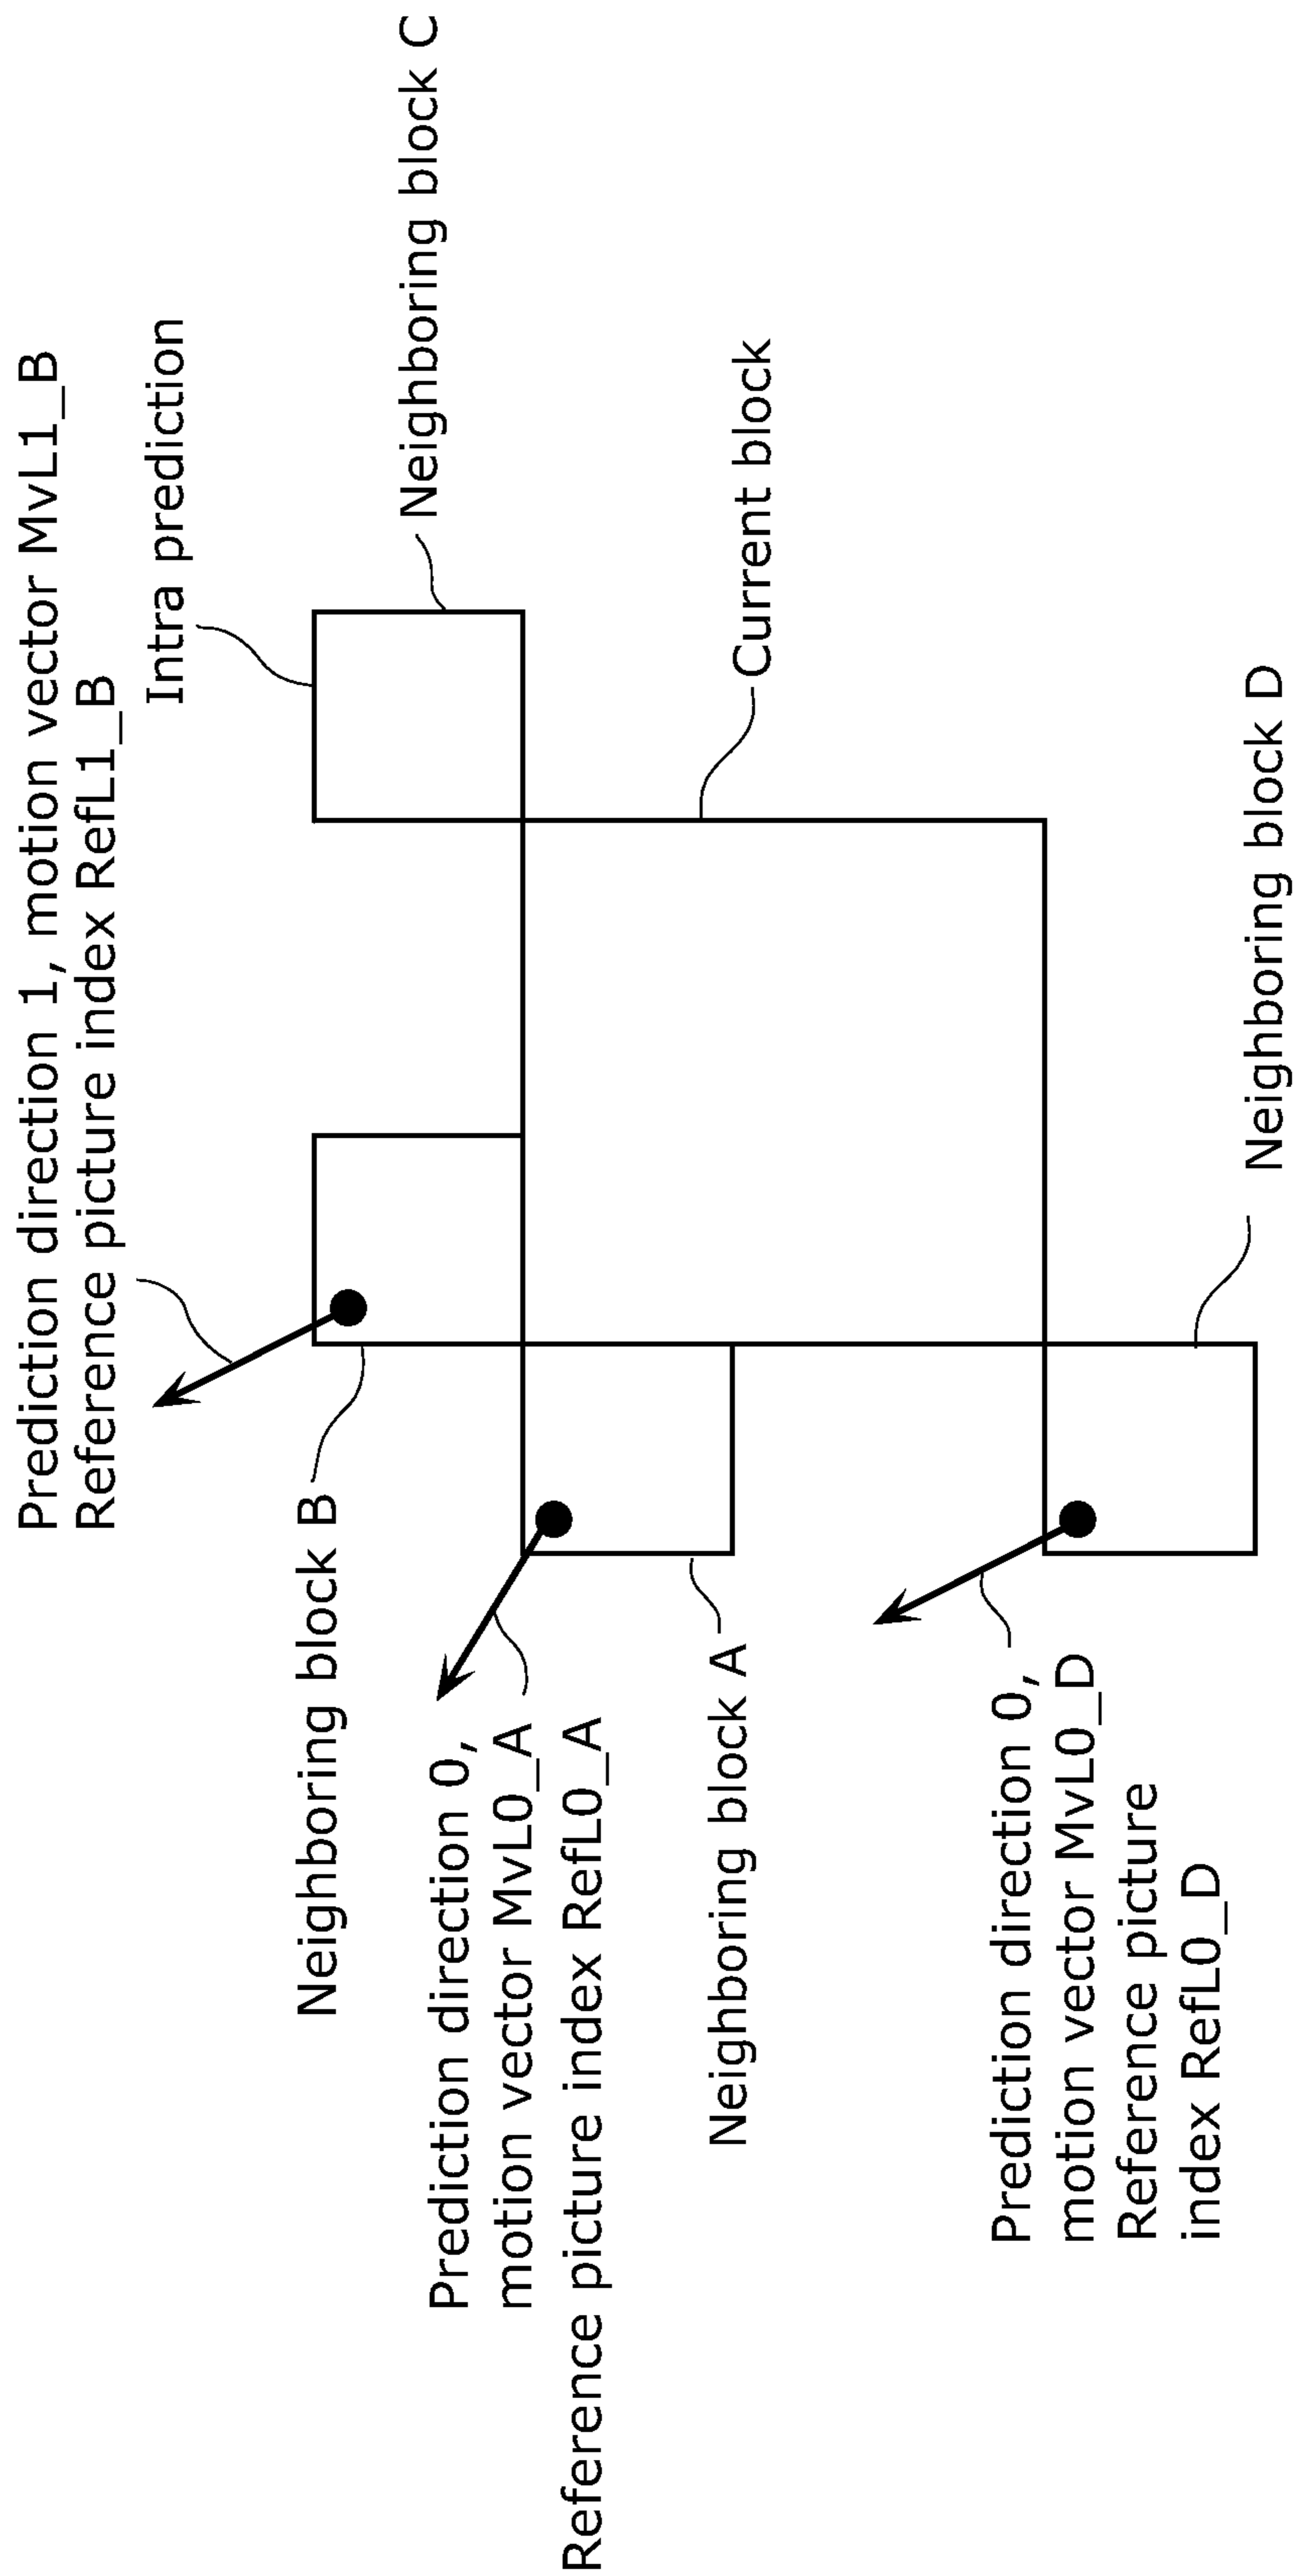 Prediction direction 1, motion vector MvL1_B
Reference picture index RefL1_B
Intra prediction
Neighboring block B
Neighboring block C
Prediction direction 0,
motion vector MvL0_A
Reference picture index RefL0_A
Neighboring block A
Current block
Prediction direction 0,
motion vector MvL0_D
Reference picture
index RefL0_D
Neighboring block D